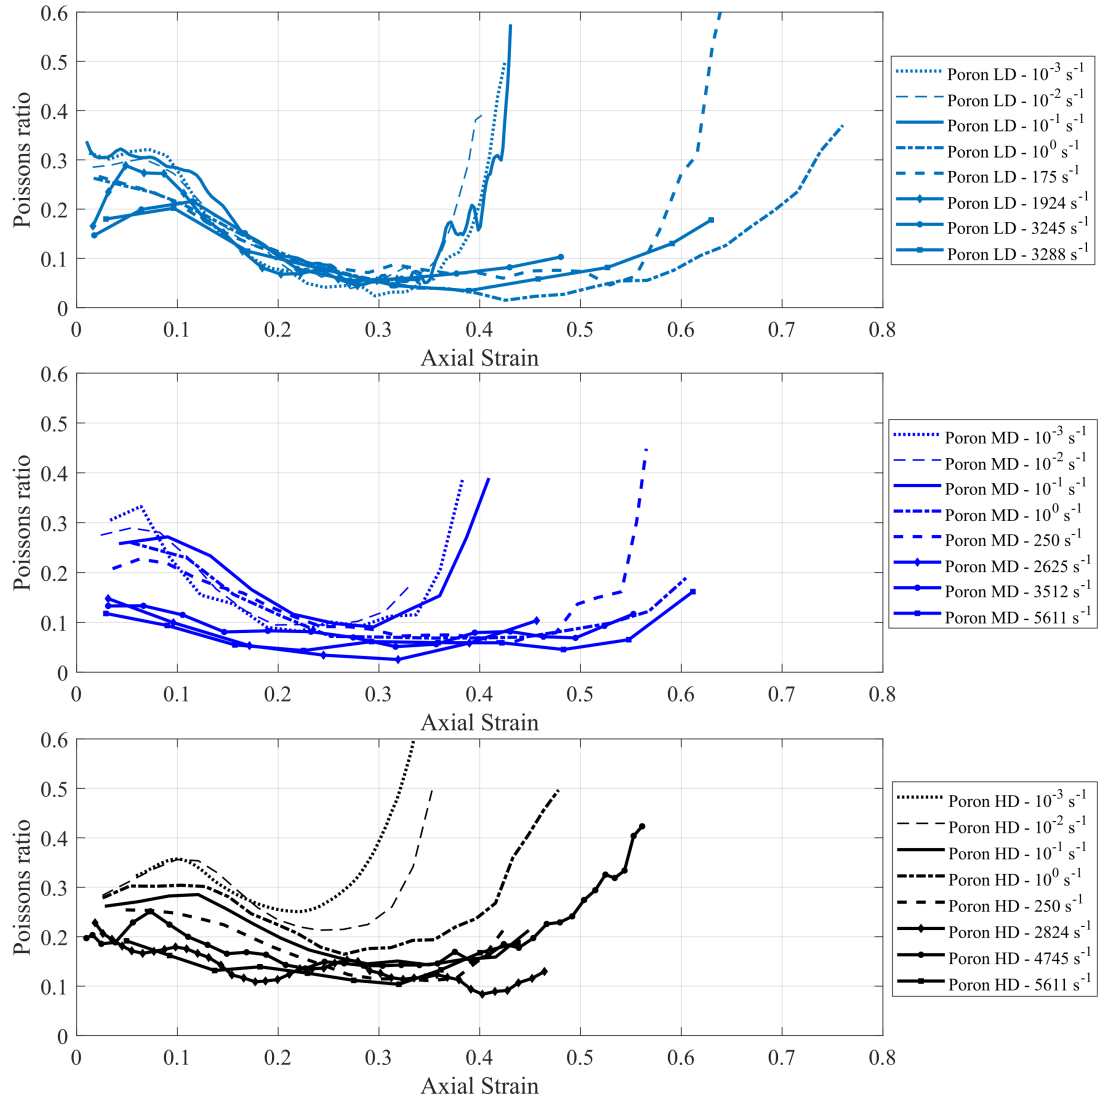 0.6
0.5
0.4
0.3
0.2
0.1
0
Poissons ratio
0 0.1 0.2 0.3 0.4 0.5 0.6 0.7 0.8
Axial Strain
Poron LD - 10⁻³ s⁻¹
Poron LD - 10⁻² s⁻¹
Poron LD - 10⁻¹ s⁻¹
Poron LD - 10⁰ s⁻¹
Poron LD - 175 s⁻¹
Poron LD - 1924 s⁻¹
Poron LD - 3245 s⁻¹
Poron LD - 3288 s⁻¹
0.6
0.5
0.4
0.3
0.2
0.1
0
Poissons ratio
0 0.1 0.2 0.3 0.4 0.5 0.6 0.7 0.8
Axial Strain
Poron MD - 10⁻³ s⁻¹
Poron MD - 10⁻² s⁻¹
Poron MD - 10⁻¹ s⁻¹
Poron MD - 10⁰ s⁻¹
Poron MD - 250 s⁻¹
Poron MD - 2625 s⁻¹
Poron MD - 3512 s⁻¹
Poron MD - 5611 s⁻¹
0.6
0.5
0.4
0.3
0.2
0.1
0
Poissons ratio
0 0.1 0.2 0.3 0.4 0.5 0.6 0.7 0.8
Axial Strain
Poron HD - 10⁻³ s⁻¹
Poron HD - 10⁻² s⁻¹
Poron HD - 10⁻¹ s⁻¹
Poron HD - 10⁰ s⁻¹
Poron HD - 250 s⁻¹
Poron HD - 2824 s⁻¹
Poron HD - 4745 s⁻¹
Poron HD - 5611 s⁻¹